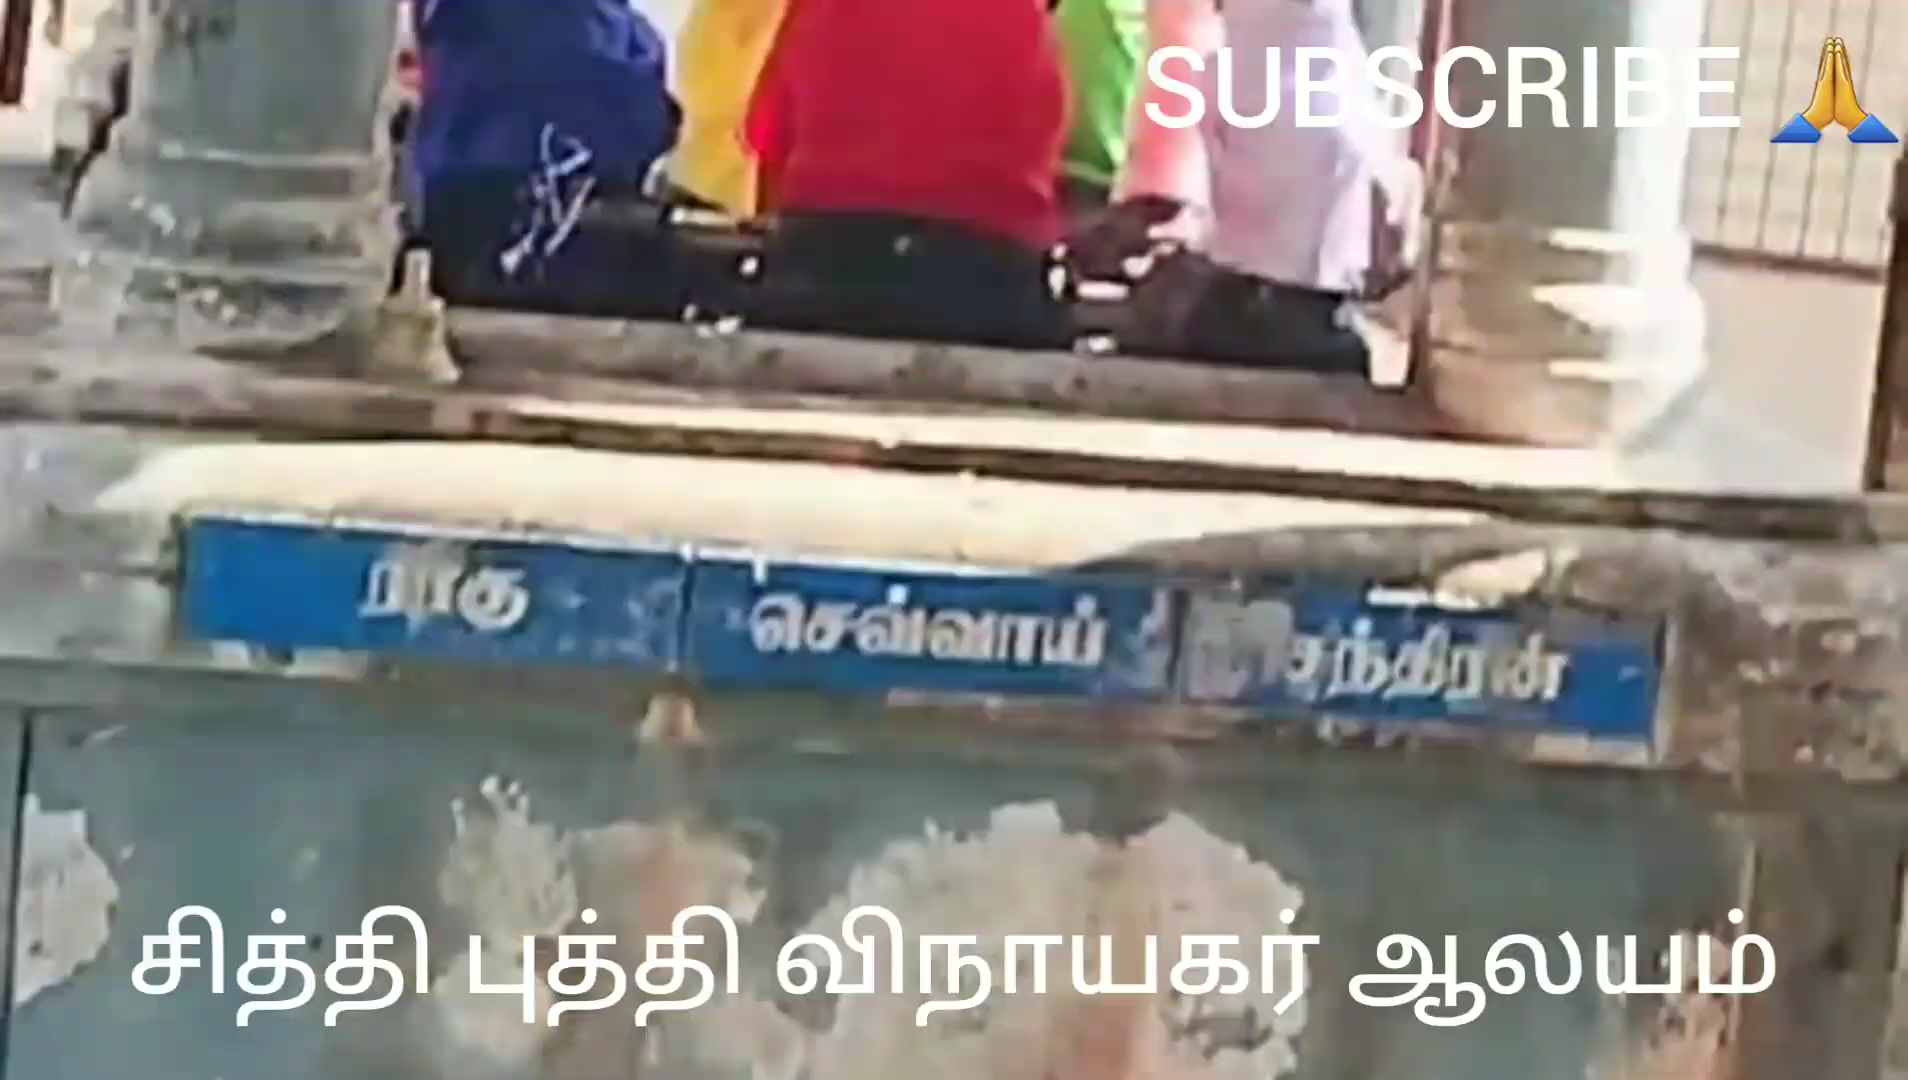 SUBSCRIBE 🙏
ராகு செவ்வாய் சந்திரன்
சித்தி புத்தி விநாயகர் ஆலயம்